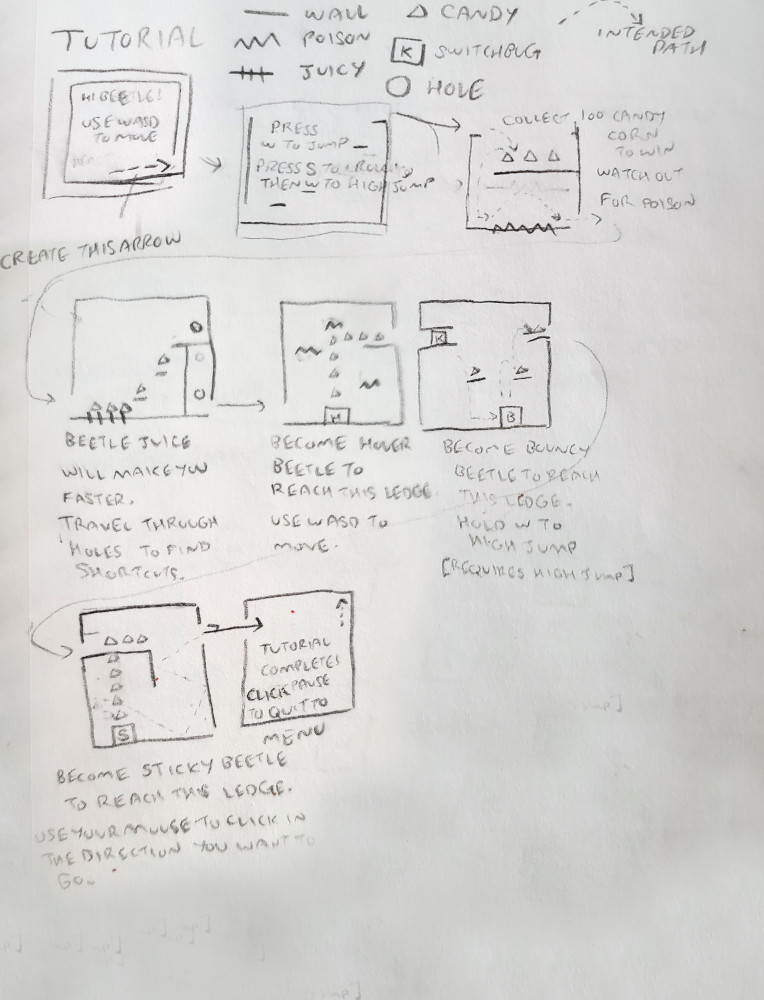 TUTORIAL
WALL
POISON
JUICY
CANDY
K SWITCHBUG
HOLE
INTENDED
PATH
HI BEETLE!
USE WASD
TO MOVE
CREATE THIS ARROW
PRESS
W TO JUMP
PRESS S TO
THEN W TO HIGH JUMP
COLLECT 100 CANDY
CORN
TO WIN
WATCH OUT
FOR POISON
BEETLE JUICE
WILL MAKE YOU
FASTER.
TRAVEL THROUGH
HOLES TO FIND
SHORTCUTS.
H
BECOME HOVER
BEETLE TO
REACH THIS LEDGE
USE WASD TO
MOVE.
K
B
BECOME BOUNCY
BEETLE TO REACH
THIS LEDGE.
HOLD W TO
HIGH JUMP
[REQUIRES HIGH JUMP]
S
BECOME STICKY BEETLE
TO REACH THIS LEDGE.
USE YOUR MOUSE TO CLICK IN
THE DIRECTION YOU WANT TO
GO.
TUTORIAL
COMPLETES
CLICK PAUSE
TO QUIT TO
MENU